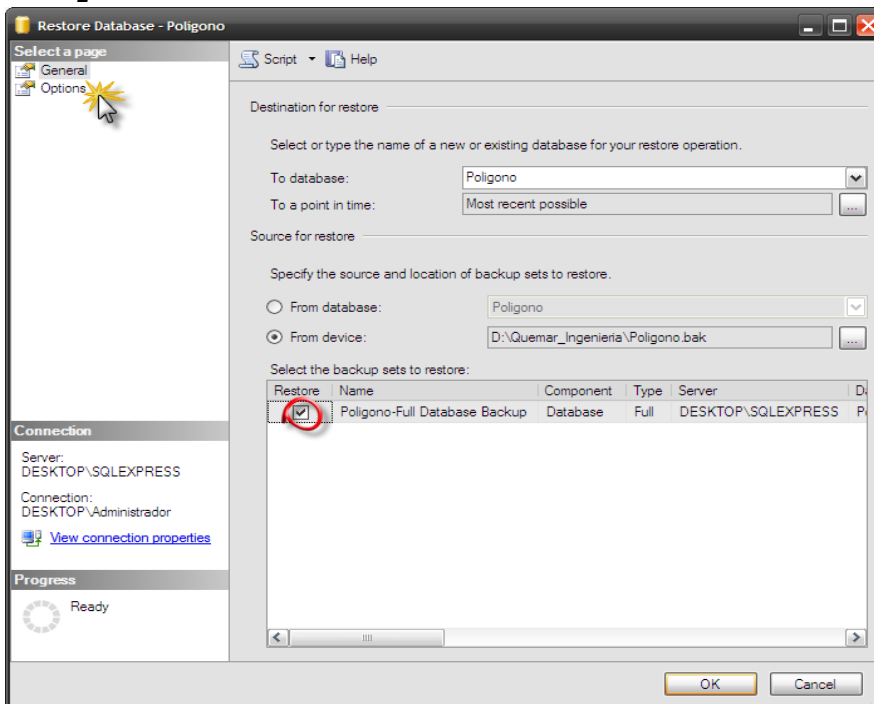 Restore Database - Poligono
Select a page
General
Options
Script
Help
Destination for restore
Select or type the name of a new or existing database for your restore operation.
To database:
Poligono
To a point in time:
Most recent possible
...
Source for restore
Specify the source and location of backup sets to restore.
From database:
Poligono
From device:
D:\Quemar_Ingenieria\Poligono.bak
...
Select the backup sets to restore:
Restore Name Component Type Server
Poligono-Full Database Backup Database Full DESKTOP\SQLEXPRESS
Connection
Server:
DESKTOP\SQLEXPRESS
Connection:
DESKTOP\Administrador
View connection properties
Progress
Ready
OK
Cancel